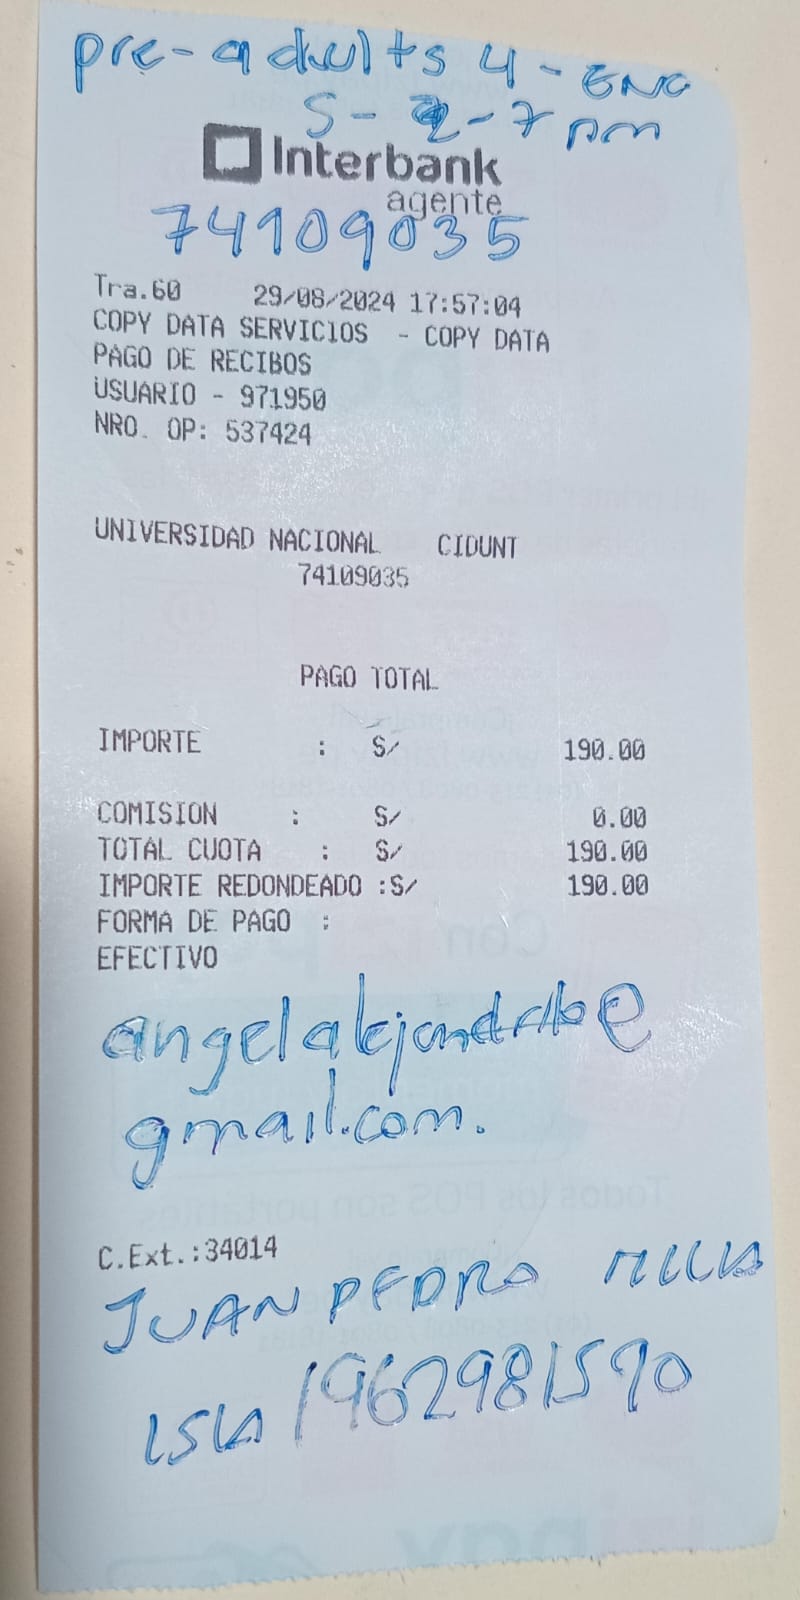 pre-adults 4 - ENG
5 - 7 pm
Interbank
agente
74109035
Tra.60 29/08/2024 17:57:04
COPY DATA SERVICIOS - COPY DATA
PAGO DE RECIBOS
USUARIO - 971950
NRO. OP: 537424
UNIVERSIDAD NACIONAL CIDUNT
74109035
PAGO TOTAL
IMPORTE : S/ 190.00
COMISION : S/ 0.00
TOTAL CUOTA : S/ 190.00
IMPORTE REDONDEADO :S/ 190.00
FORMA DE PAGO :
EFECTIVO
gmail.com.
C.Ext.:34014
JUAN PEDRO
ISLA / 962981590